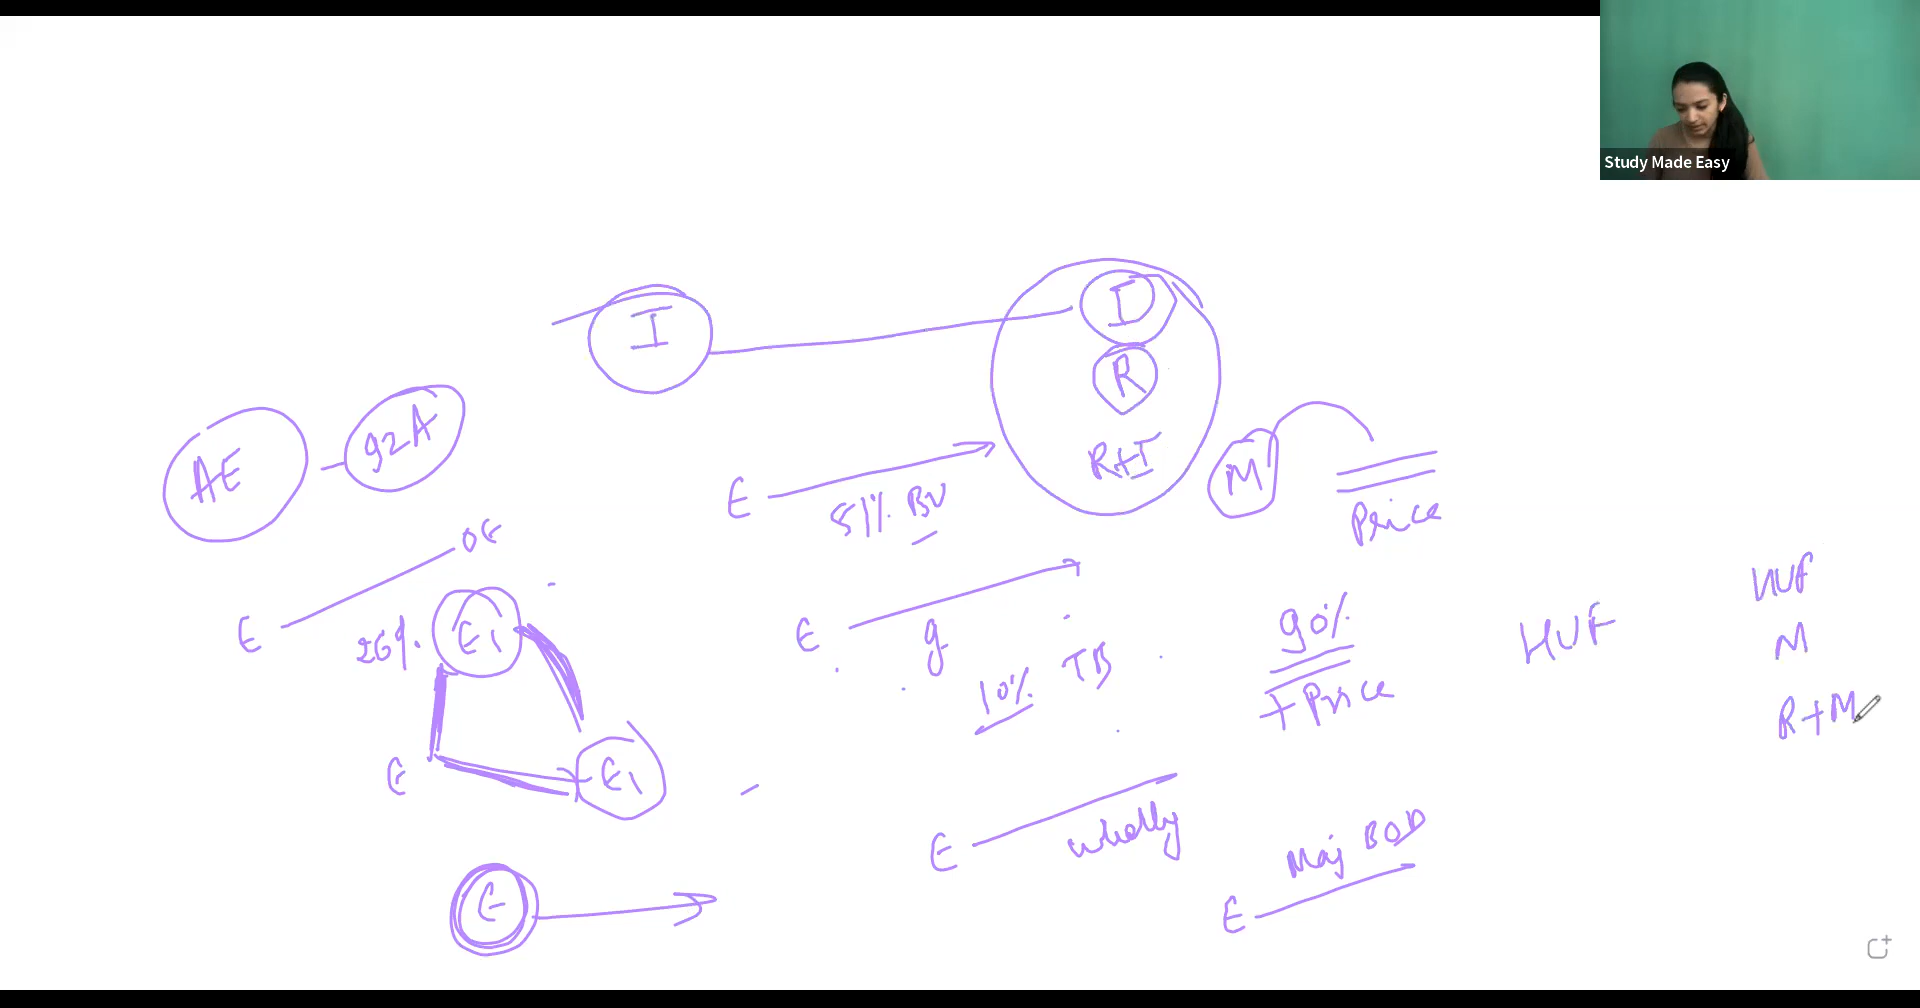 Study Made Easy
I
I
R
R+I
M
AE
92A
E
51% BV
Price
E
OE
26%
E1
E
E1
E
g
10%
TB
90%
+ Price
HUF
HUF
M
R+M
E
wholly
E
Maj BOD
E